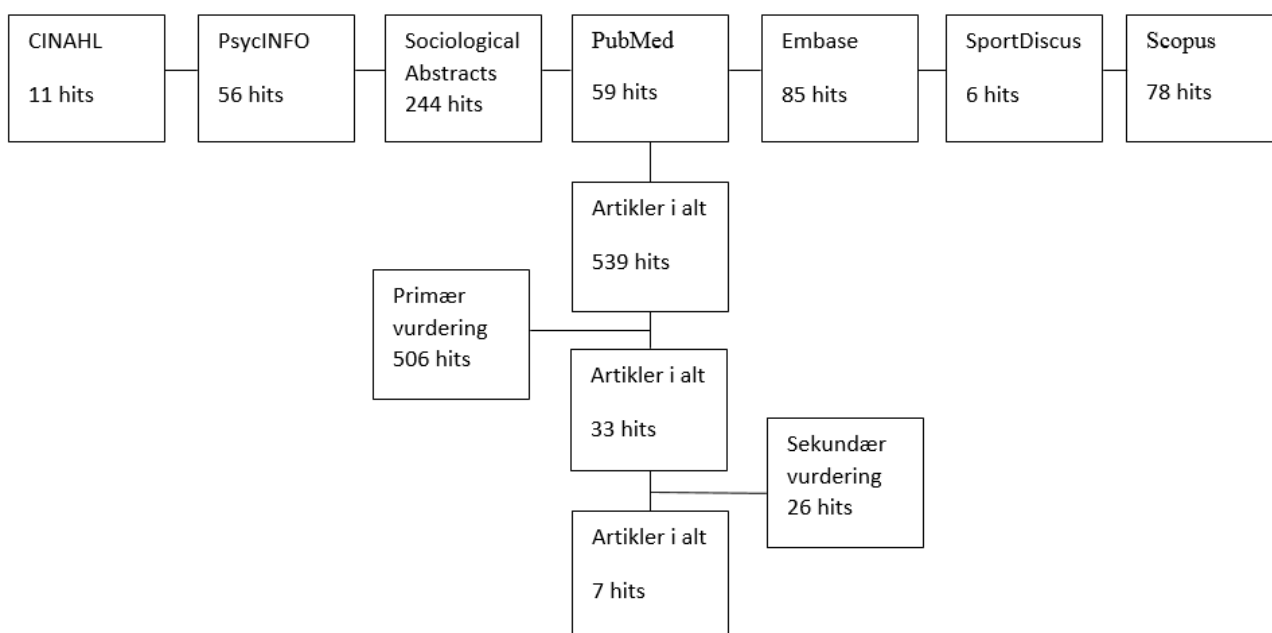 CINAHL
11 hits
PsycINFO
56 hits
Sociological
Abstracts
244 hits
PubMed
59 hits
Embase
85 hits
SportDiscus
6 hits
Scopus
78 hits
Artikler i alt
539 hits
Primær
vurdering
506 hits
Artikler i alt
33 hits
Sekundær
vurdering
26 hits
Artikler i alt
7 hits